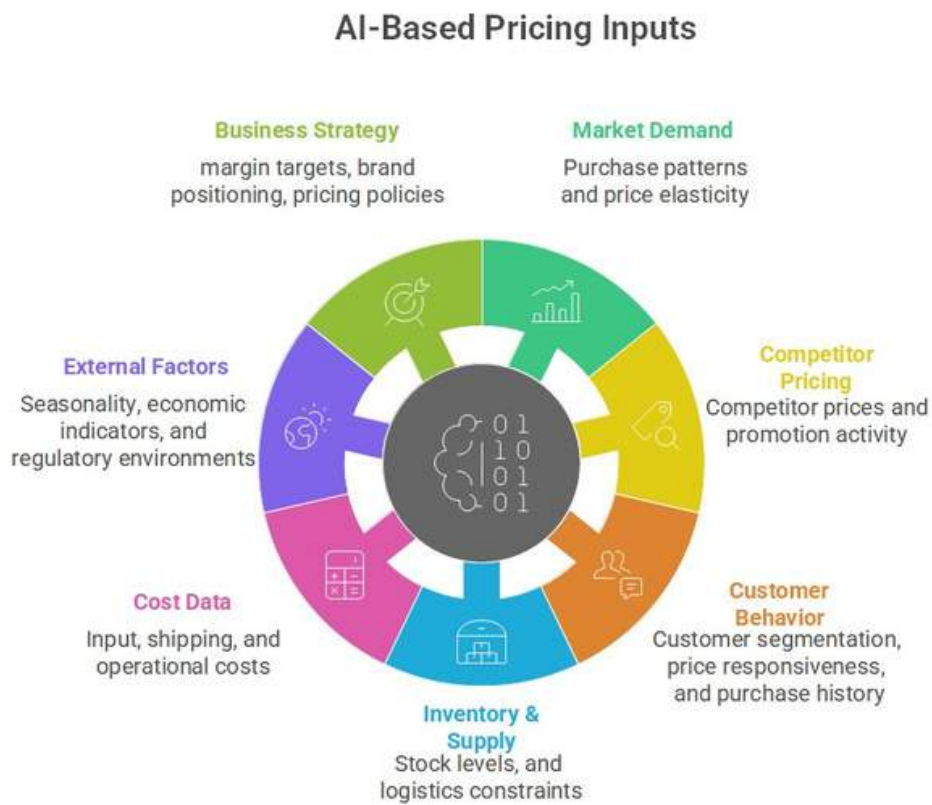 AI-Based Pricing Inputs
Business Strategy
margin targets, brand
positioning, pricing policies
Market Demand
Purchase patterns
and price elasticity
External Factors
Seasonality, economic
indicators, and
regulatory environments
Competitor
Pricing
Competitor prices and
promotion activity
01
10
01
01
Cost Data
Input, shipping, and
operational costs
Customer
Behavior
Customer segmentation,
price responsiveness,
and purchase history
Inventory &
Supply
Stock levels, and
logistics constraints